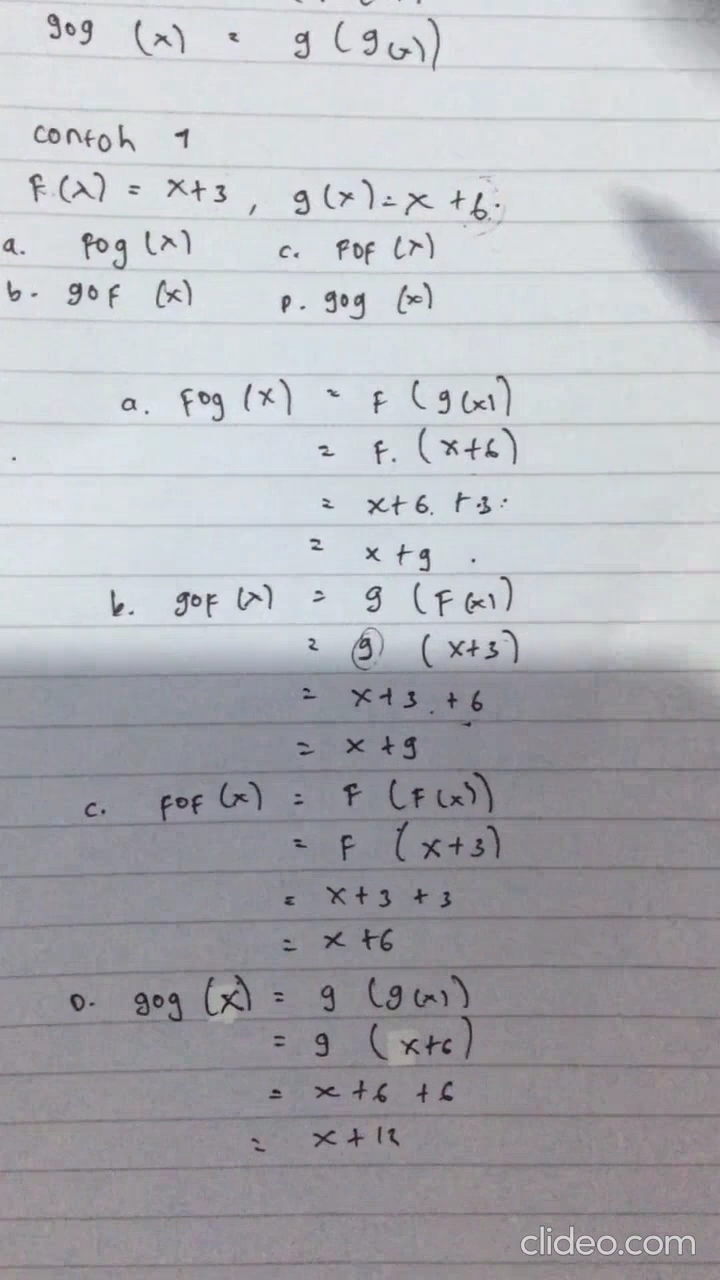 gog (x) = g (g(x))
contoh 1
F.(x) = x+3 , g(x) = x + 6.
a. fog (x) c. FOF (x)
b. gof (x) D. gog (x)
a. Fog (x) = F (g(x))
= F. (x+6)
= x+6. + 3.
= x + 9 .
b. goF (x) = g (F(x))
= g (x+3)
= x+3 . + 6
= x + 9
c. FOF (x) = F (F(x))
= F (x+3)
= x+3 + 3
= x +6
D. gog (x) = g (g(x))
= g (x+6)
= x +6 + 6
= x + 12
clideo.com